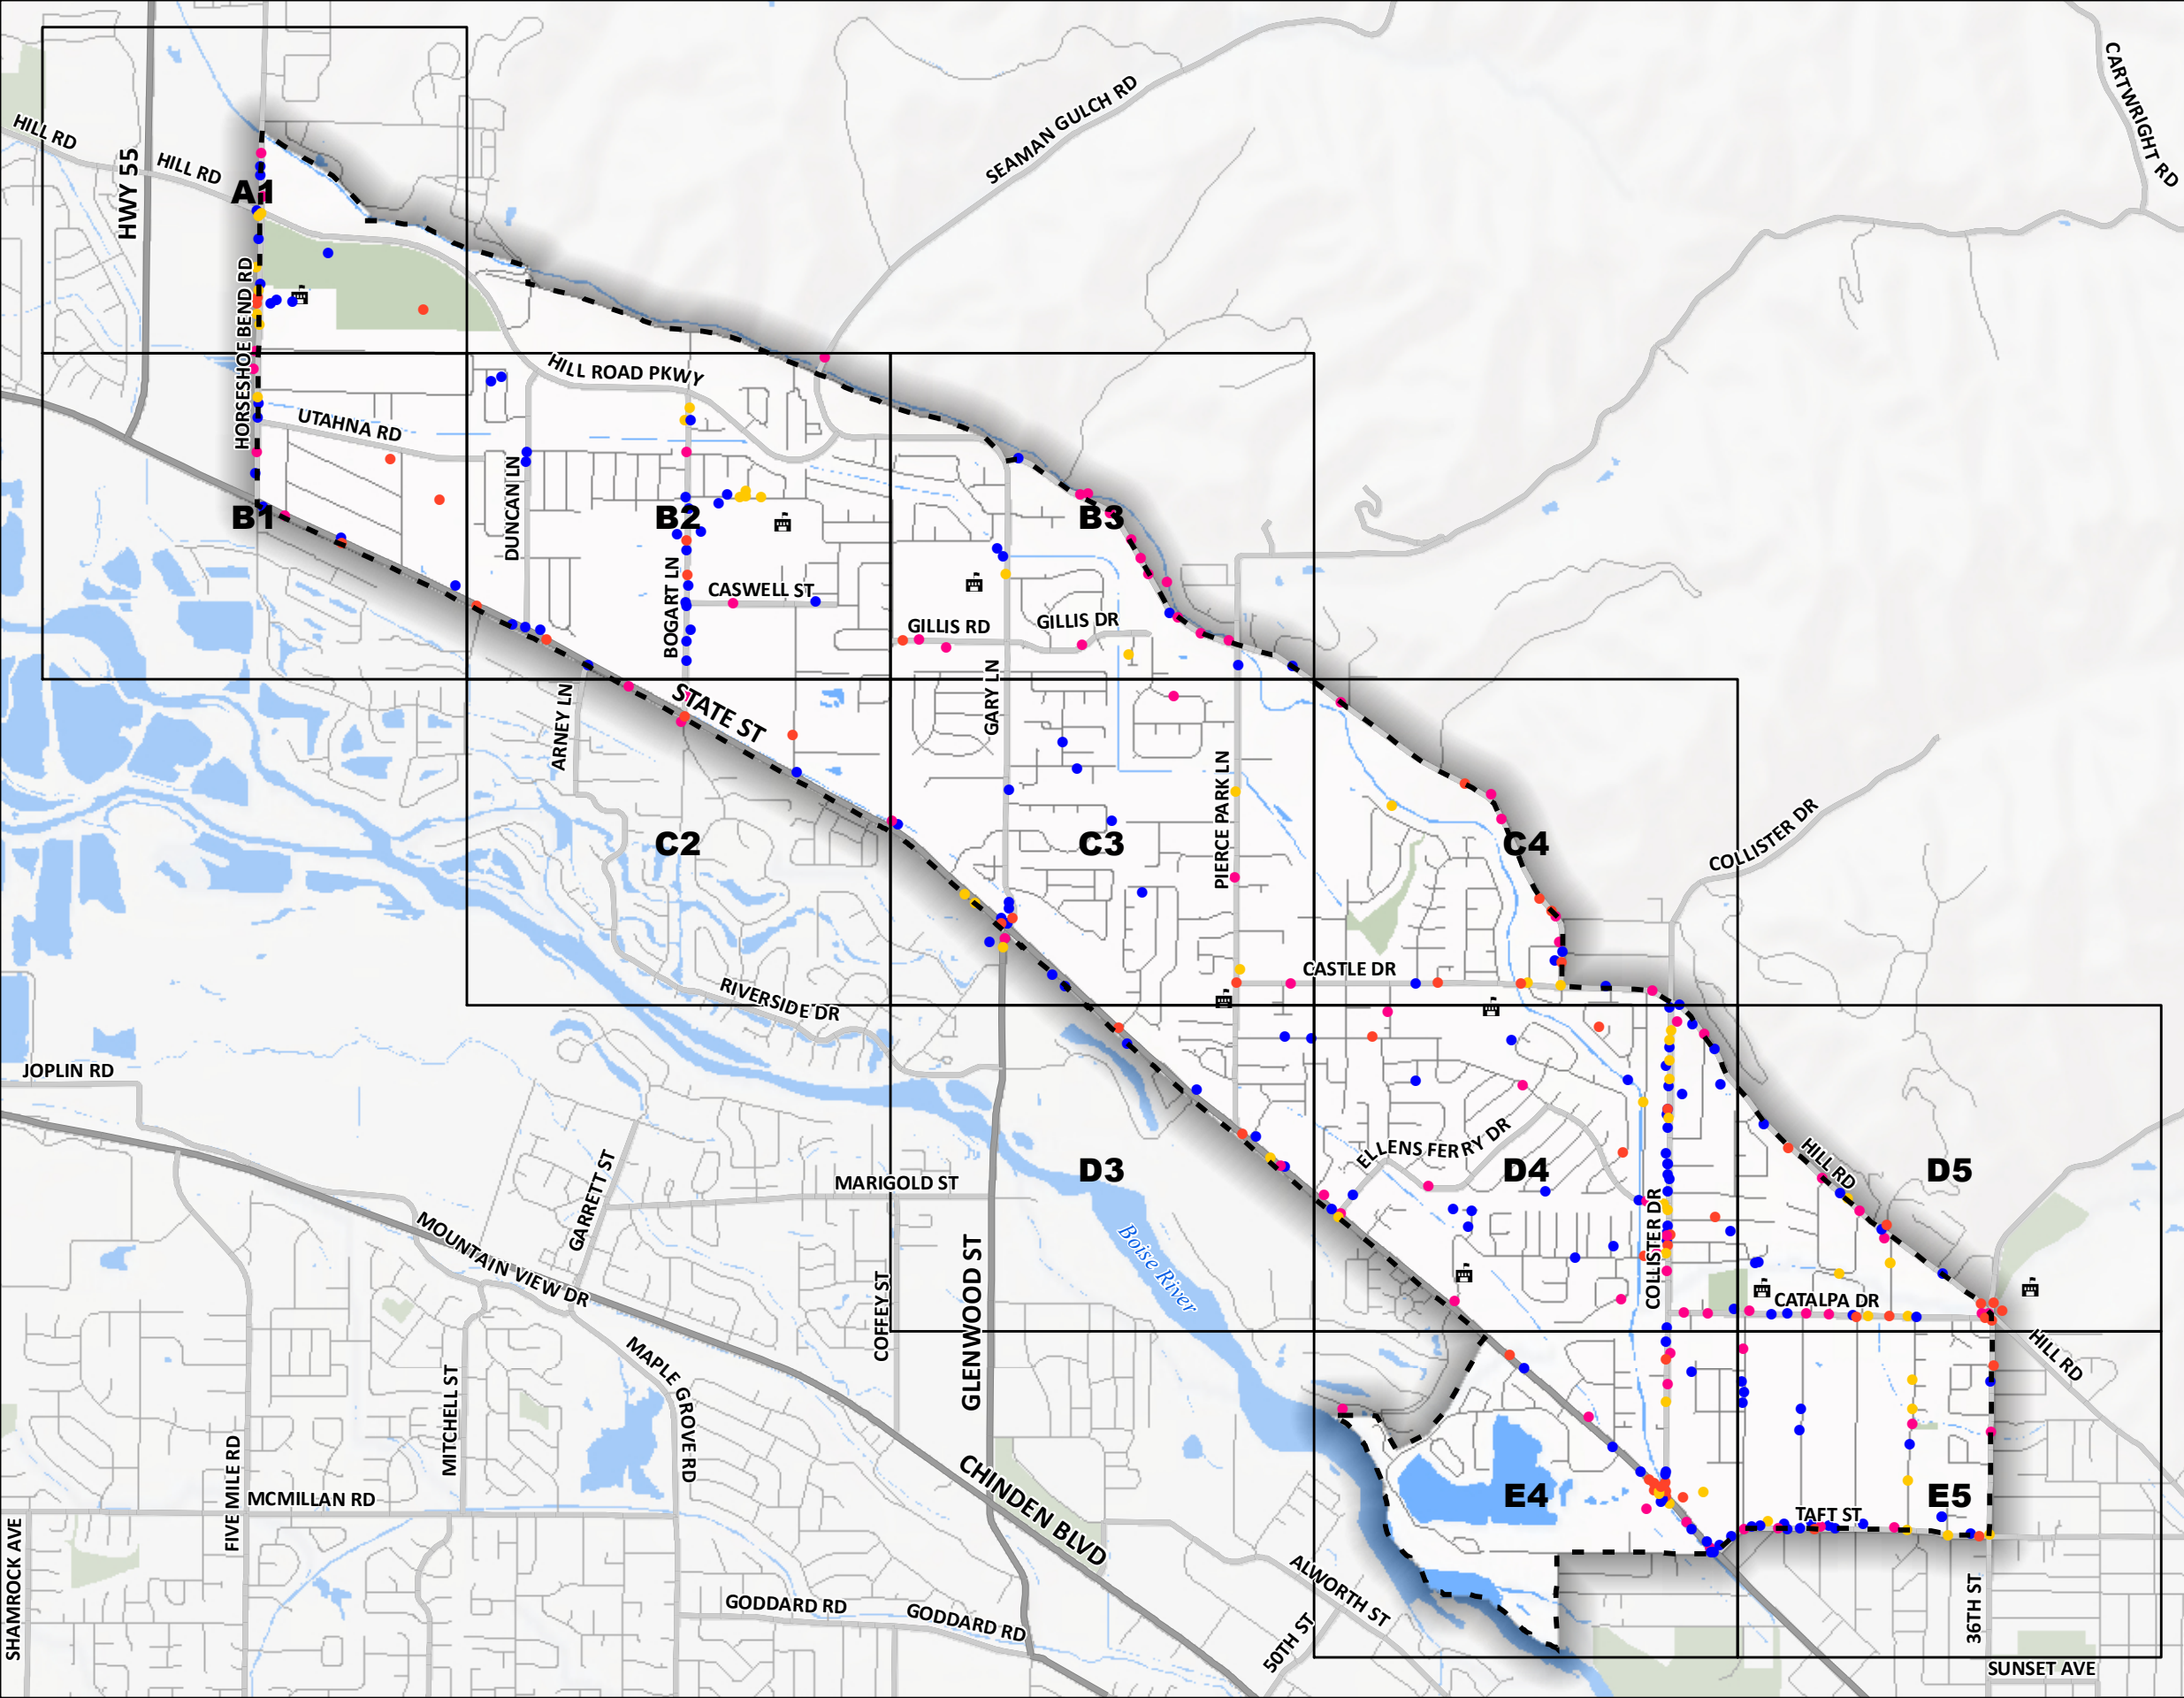 CARTWRIGHT RD
SEAMAN GULCH RD
HILL RD
HILL RD
HWY 55
A1
HORSESHOE BEND RD
HILL ROAD PKWY
UTAHNA RD
DUNCAN LN
B1
B2
B3
BOGART LN
CASWELL ST
GILLIS RD
GILLIS DR
GARY LN
ARNEY LN
STATE ST
PIERCE PARK LN
C2
C3
C4
COLLISTER DR
CASTLE DR
RIVERSIDE DR
JOPLIN RD
ELLENS FERRY DR
GARRETT ST
MARIGOLD ST
D3
D4
HILL RD
D5
COLLISTER DR
MOUNTAIN VIEW DR
Boise River
COFFEY ST
GLENWOOD ST
CATALPA DR
HILL RD
MITCHELL ST
MAPLE GROVE RD
FIVE MILE RD
MCMILLAN RD
CHINDEN BLVD
E4
E5
TAFT ST
SHAMROCK AVE
GODDARD RD
GODDARD RD
ALWORTH ST
50TH ST
36TH ST
SUNSET AVE